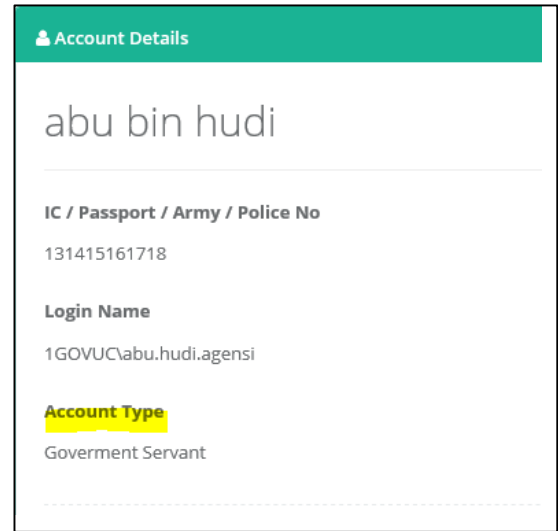 Account Details
abu bin hudi
IC / Passport / Army / Police No
131415161718
Login Name
1GOVUC\abu.hudi.agensi
Account Type
Goverment Servant